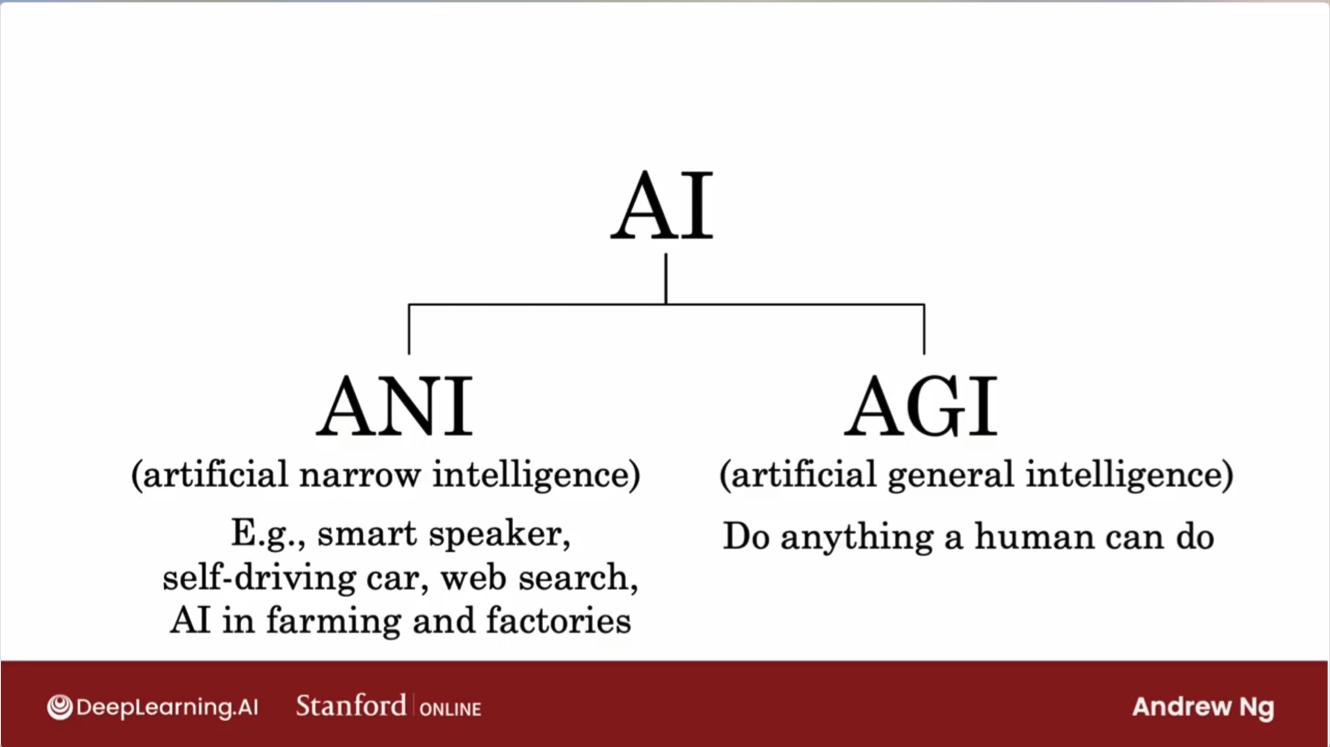 AI
ANI
(artificial narrow intelligence)
E.g., smart speaker,
self-driving car, web search,
AI in farming and factories
AGI
(artificial general intelligence)
Do anything a human can do
DeepLearning.AI
Stanford ONLINE
Andrew Ng